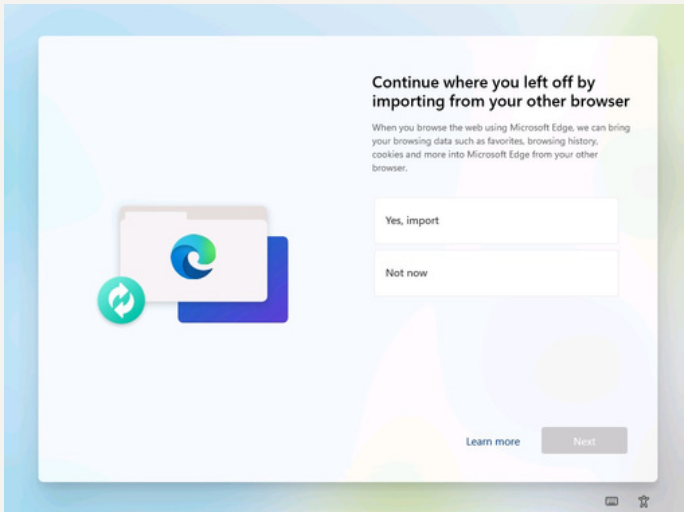 Continue where you left off by
importing from your other browser
When you browse the web using Microsoft Edge, we can bring
your browsing data such as favorites, browsing history,
cookies and more into Microsoft Edge from your other
browser.
Yes, import
Not now
Learn more
Next